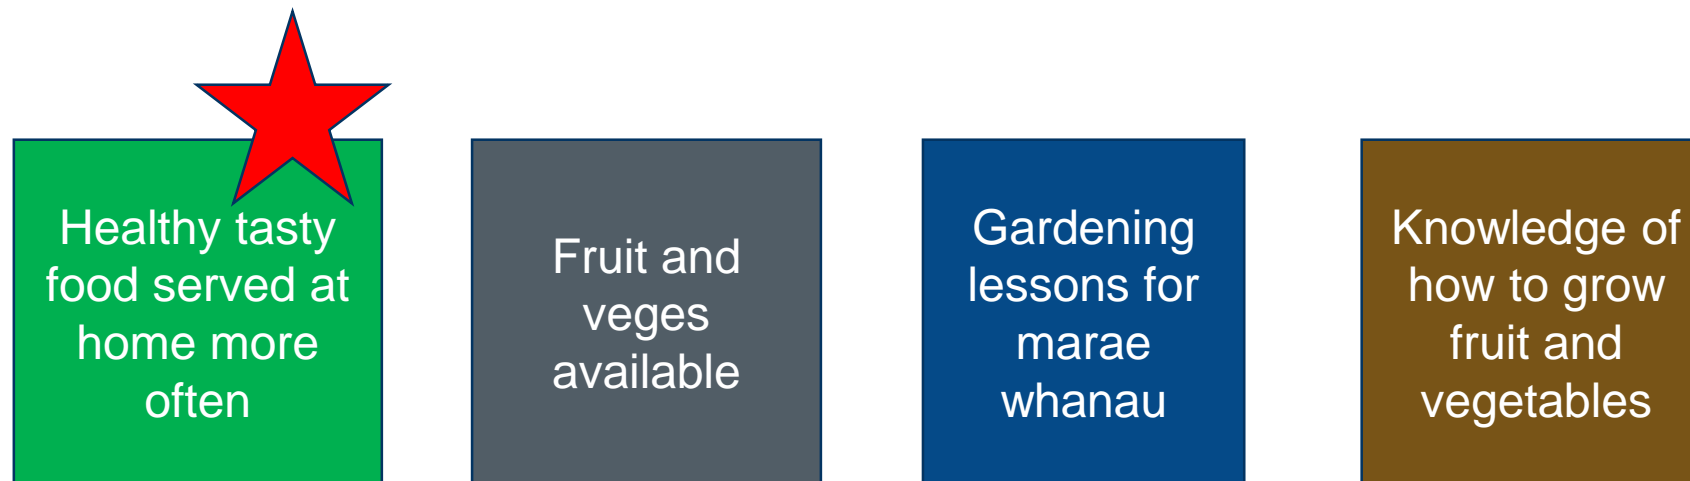 Healthy tasty
food served at
home more
often
Fruit and
veges
available
Gardening
lessons for
marae
whanau
Knowledge of
how to grow
fruit and
vegetables